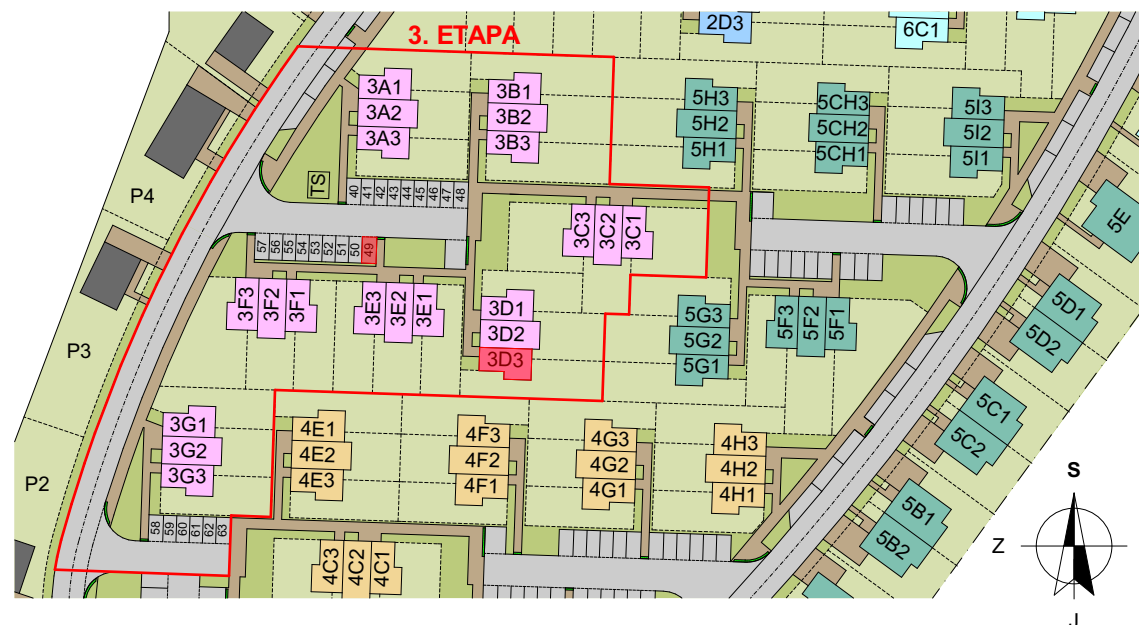 2D3
6C1
3. ETAPA
3A1
3A2
3A3
3B1
3B2
3B3
5H3
5H2
5H1
5CH3
5CH2
5CH1
5I3
5I2
5I1
P4
TS
40
41
42
43
44
45
46
47
48
3C3
3C2
3C1
5E
57
56
55
54
53
52
51
50
49
3F3
3F2
3F1
3E3
3E2
3E1
3D1
3D2
3D3
5G3
5G2
5G1
5F3
5F2
5F1
5D1
5D2
P3
5C1
5C2
3G1
3G2
3G3
4E1
4E2
4E3
4F3
4F2
4F1
4G3
4G2
4G1
4H3
4H2
4H1
P2
5B1
5B2
58
59
60
61
62
63
4C3
4C2
4C1
S
Z
J